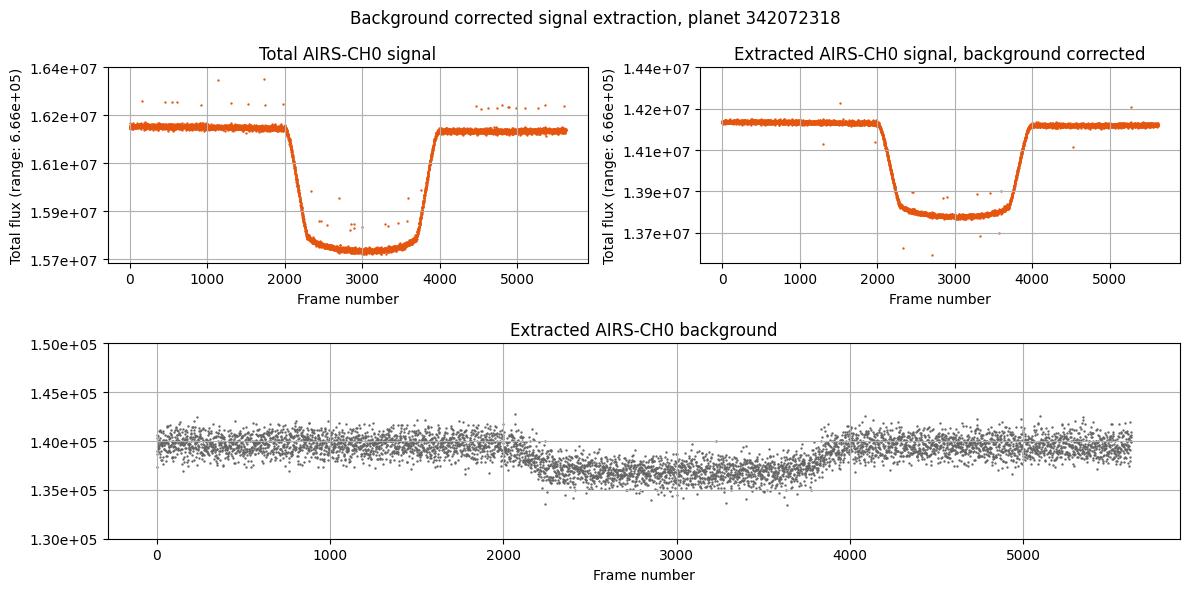 Background corrected signal extraction, planet 342072318
Total AIRS-CH0 signal
Total flux (range: 6.66e+05)
1.64e+07
1.62e+07
1.61e+07
1.59e+07
1.57e+07
0 1000 2000 3000 4000 5000
Frame number
Extracted AIRS-CH0 signal, background corrected
Total flux (range: 6.66e+05)
1.44e+07
1.42e+07
1.41e+07
1.39e+07
1.37e+07
0 1000 2000 3000 4000 5000
Frame number
Extracted AIRS-CH0 background
1.50e+05
1.45e+05
1.40e+05
1.35e+05
1.30e+05
0 1000 2000 3000 4000 5000
Frame number